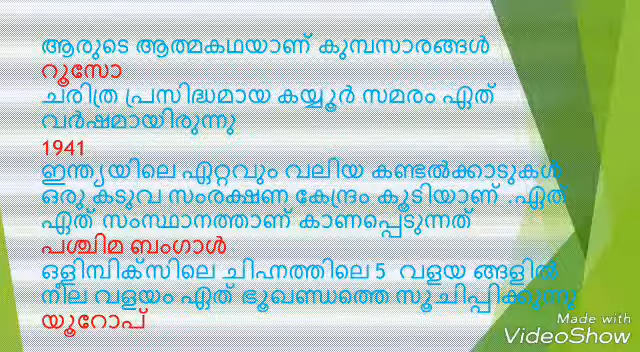 ആരുടെ ആത്മകഥയാണ് കുമ്പസാരങ്ങൾ
റൂസോ
ചരിത്ര പ്രസിദ്ധമായ കയ്യൂർ സമരം ഏത്
വർഷമായിരുന്നു
1941
ഇന്ത്യയിലെ ഏറ്റവും വലിയ കണ്ടൽക്കാടുകൾ
ഒരു കടുവ സംരക്ഷണ കേന്ദ്രം കൂടിയാണ് .ഏത്
ഏത് സംസ്ഥാനത്താണ് കാണപ്പെടുന്നത്
പശ്ചിമ ബംഗാൾ
ഒളിമ്പിക്സിലെ ചിഹ്നത്തിലെ 5 വളയ ങ്ങളിൽ
നീല വളയം ഏത് ഭൂഖണ്ഡത്തെ സൂചിപ്പിക്കുന്നു
യൂറോപ്
Made with
VideoShow